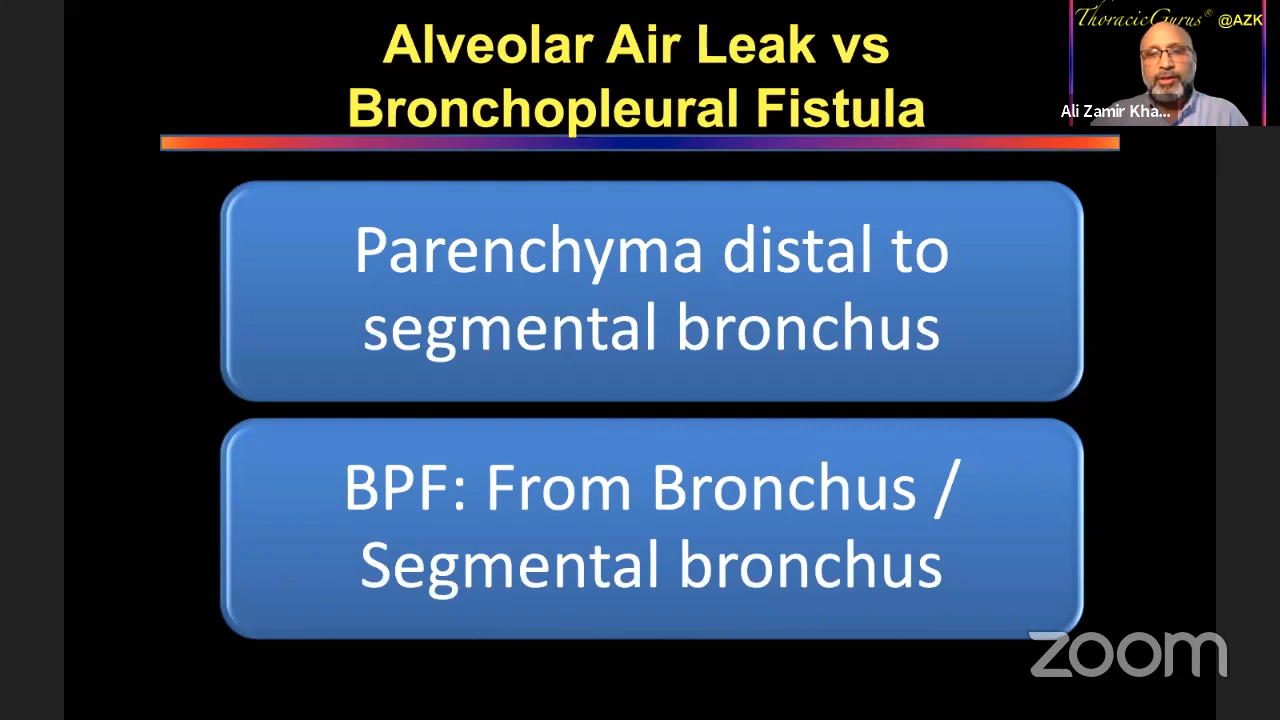 Alveolar Air Leak vs
Bronchopleural Fistula
ThoracicGurus® @AZK
Ali Zamir Kha...
Parenchyma distal to
segmental bronchus
BPF: From Bronchus /
Segmental bronchus
zoom